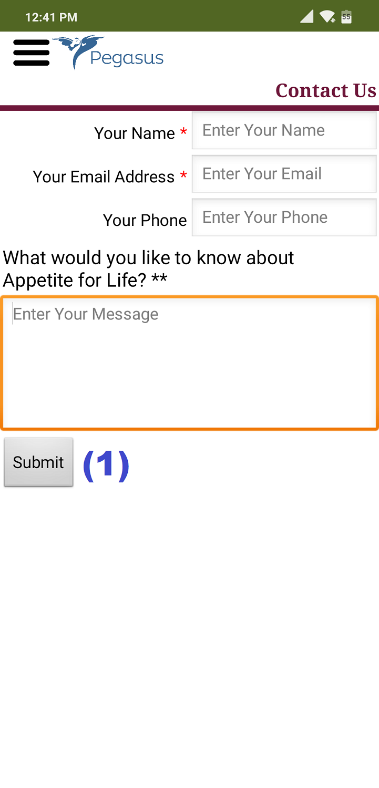 12:41 PM
55
Pegasus
Contact Us
Your Name * Enter Your Name
Your Email Address * Enter Your Email
Your Phone Enter Your Phone
What would you like to know about
Appetite for Life? **
Enter Your Message
Submit (1)